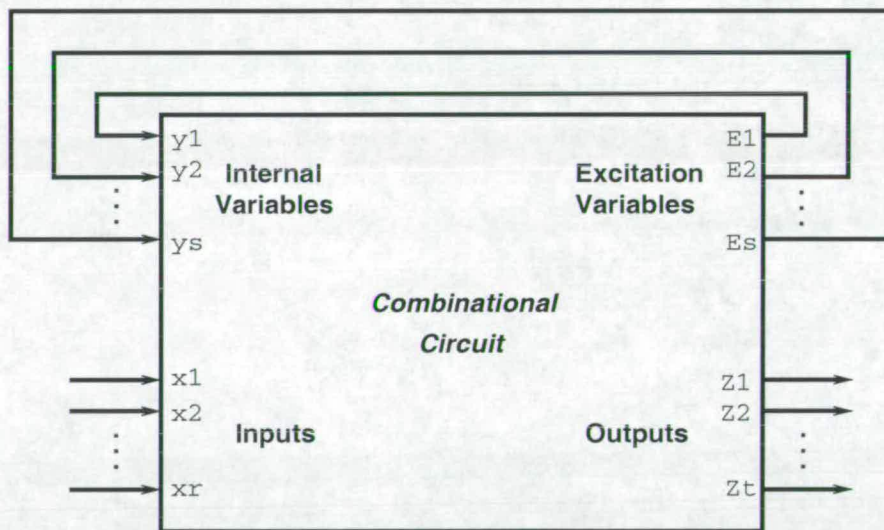 y1 E1
y2 E2
Internal Excitation
Variables Variables
ys Es
Combinational
Circuit
x1 Z1
x2 Z2
Inputs Outputs
xr Zt